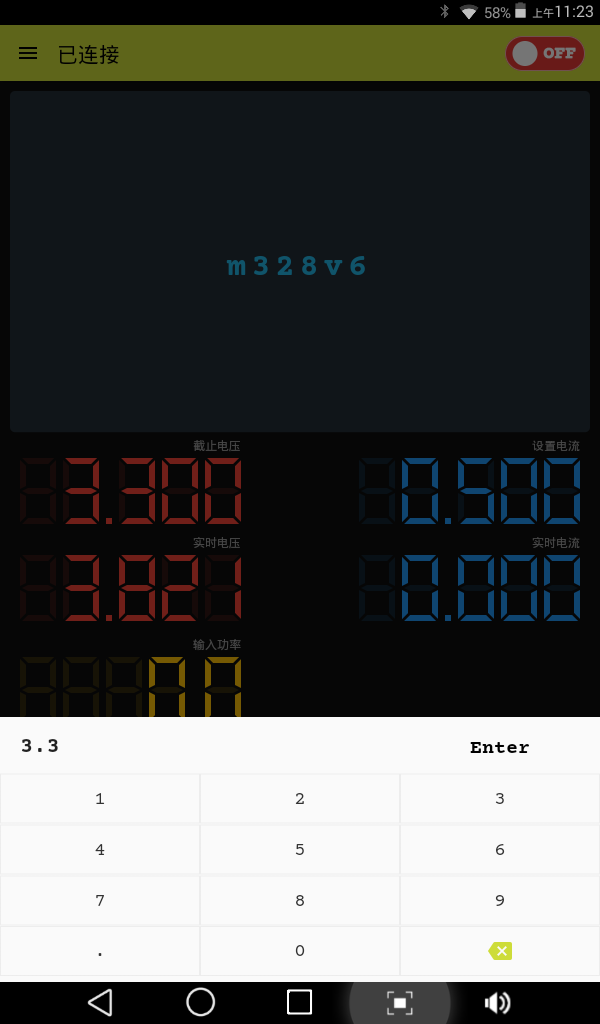 58% 上午11:23
已连接 OFF
m328v6
截止电压 设置电流
3.300 0.500
实时电压 实时电流
3.821 0.000
输入功率
3.3 Enter
1 2 3
4 5 6
7 8 9
. 0